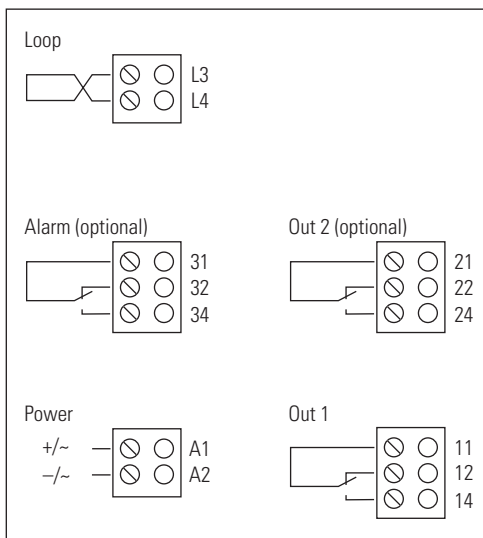 Loop
L3
L4
Alarm (optional)
31
32
34
Out 2 (optional)
21
22
24
Power
+/~
A1
−/~
A2
Out 1
11
12
14